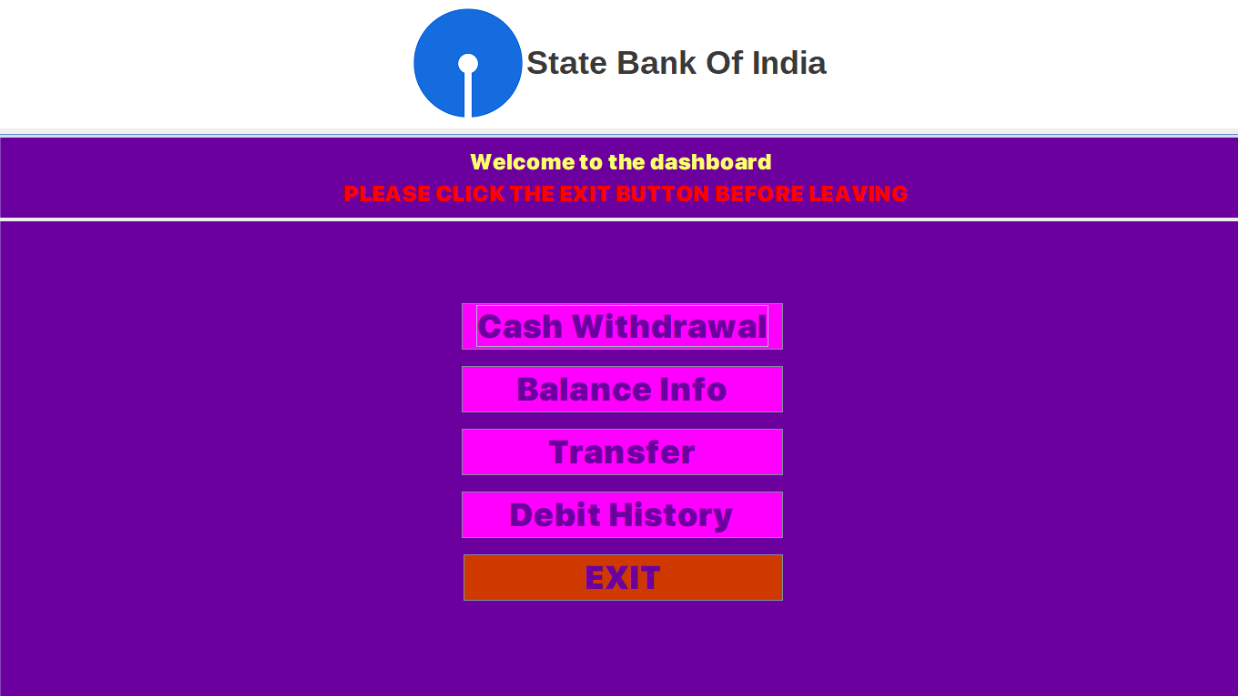 State Bank Of India
Welcome to the dashboard
PLEASE CLICK THE EXIT BUTTON BEFORE LEAVING
Cash Withdrawal
Balance Info
Transfer
Debit History
EXIT